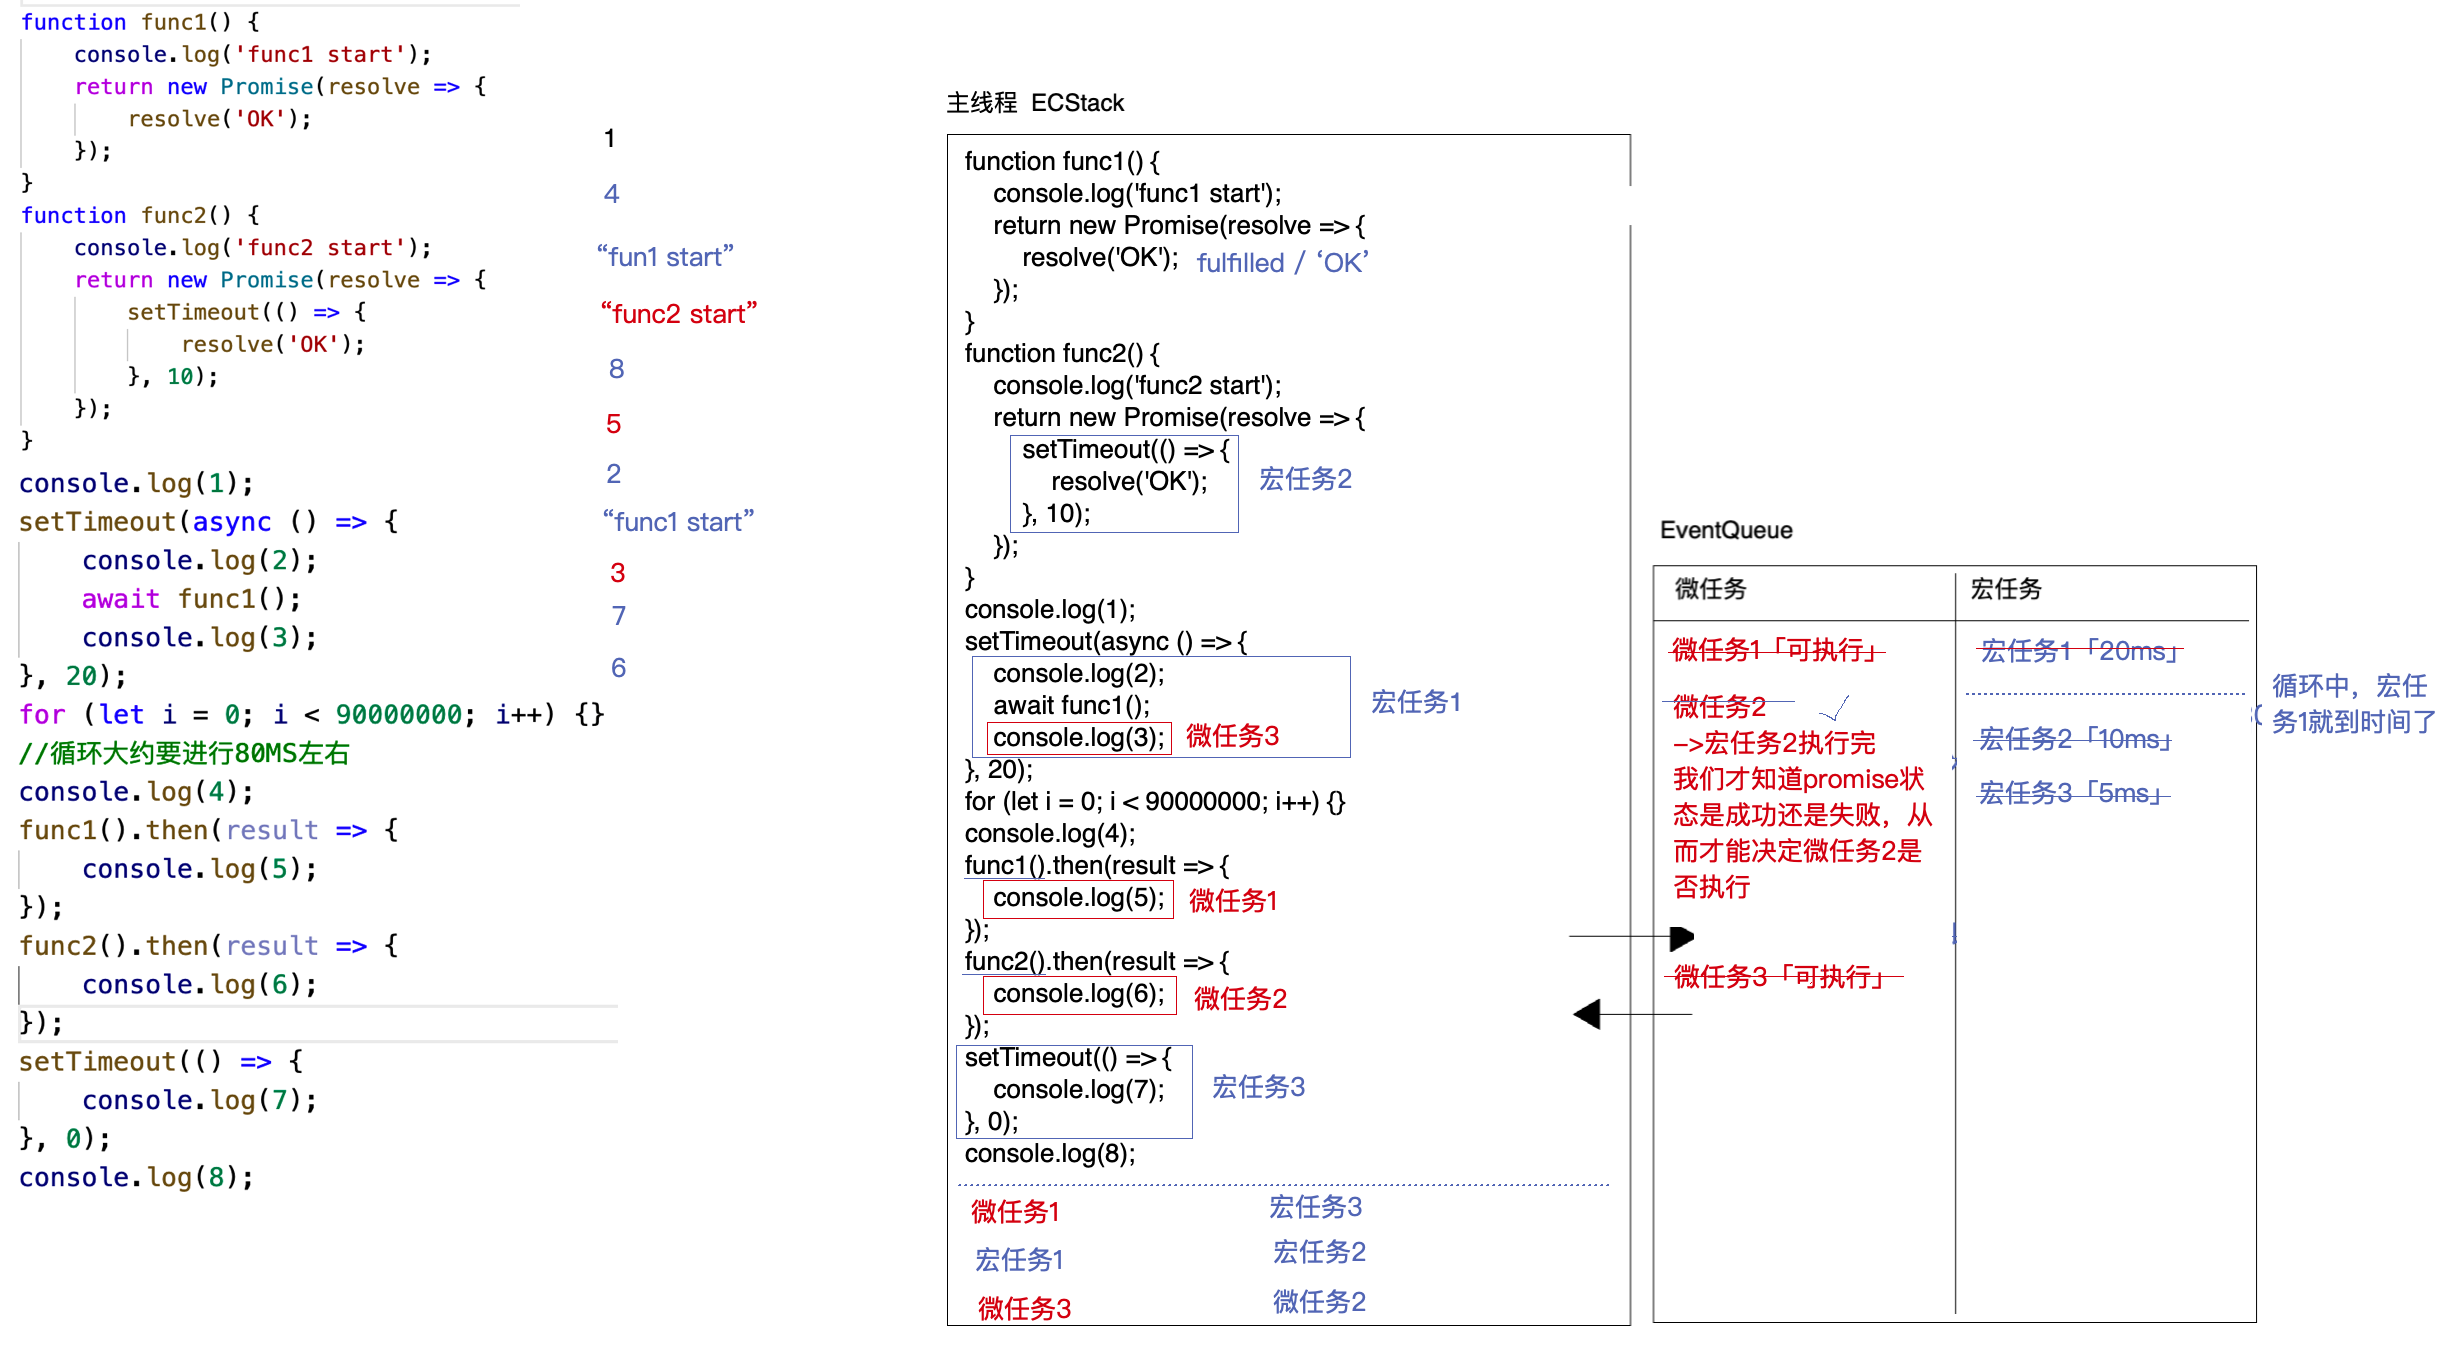 function func1() {
    console.log('func1 start');
    return new Promise(resolve => {
        resolve('OK');
    });
}
function func2() {
    console.log('func2 start');
    return new Promise(resolve => {
        setTimeout(() => {
            resolve('OK');
        }, 10);
    });
}
console.log(1);
setTimeout(async () => {
    console.log(2);
    await func1();
    console.log(3);
}, 20);
for (let i = 0; i < 90000000; i++) {}
//循环大约要进行80MS左右
console.log(4);
func1().then(result => {
    console.log(5);
});
func2().then(result => {
    console.log(6);
});
setTimeout(() => {
    console.log(7);
}, 0);
console.log(8);
1
4
“fun1 start”
“func2 start”
8
5
2
“func1 start”
3
7
6
主线程 ECStack
function func1() {
    console.log('func1 start');
    return new Promise(resolve => {
        resolve('OK'); fulfilled / ‘OK’
    });
}
function func2() {
    console.log('func2 start');
    return new Promise(resolve => {
        setTimeout(() => {
            resolve('OK'); 宏任务2
        }, 10);
    });
}
console.log(1);
setTimeout(async () => {
    console.log(2);
    await func1(); 宏任务1
    console.log(3); 微任务3
}, 20);
for (let i = 0; i < 90000000; i++) {}
console.log(4);
func1().then(result => {
    console.log(5); 微任务1
});
func2().then(result => {
    console.log(6); 微任务2
});
setTimeout(() => {
    console.log(7); 宏任务3
}, 0);
console.log(8);
微任务1
宏任务1
微任务3
宏任务3
宏任务2
微任务2
EventQueue
微任务
微任务1「可执行」
微任务2
->宏任务2执行完
我们才知道promise状
态是成功还是失败，从
而才能决定微任务2是
否执行
微任务3「可执行」
宏任务
宏任务1「20ms」
宏任务2「10ms」
宏任务3「5ms」
循环中，宏任
务1就到时间了